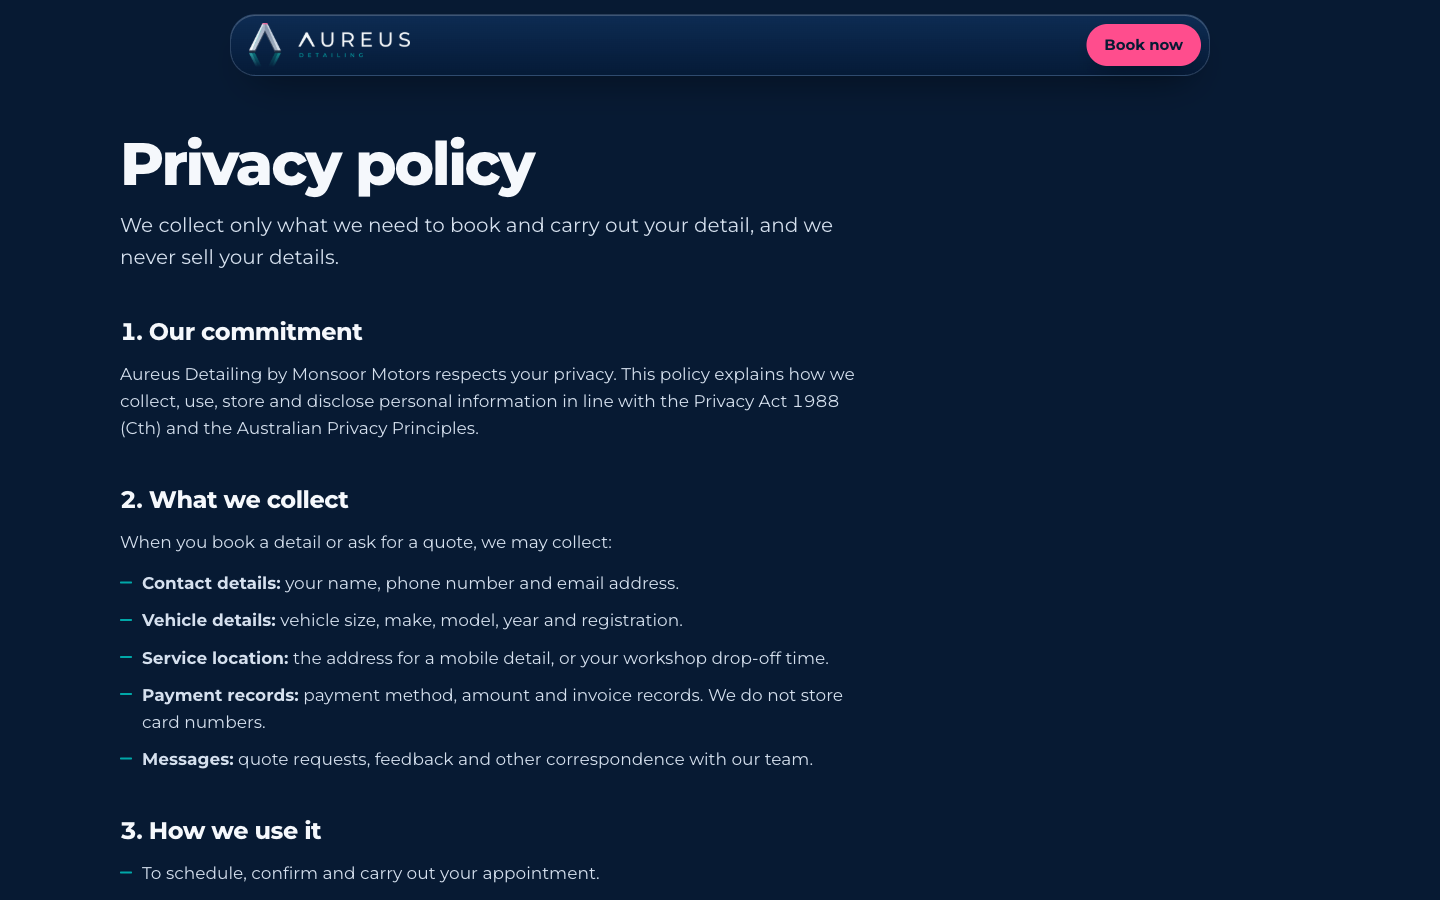 AUREUS
DETAILING
Book now
Privacy policy
We collect only what we need to book and carry out your detail, and we
never sell your details.
1. Our commitment
Aureus Detailing by Monsoor Motors respects your privacy. This policy explains how we
collect, use, store and disclose personal information in line with the Privacy Act 1988
(Cth) and the Australian Privacy Principles.
2. What we collect
When you book a detail or ask for a quote, we may collect:
– Contact details: your name, phone number and email address.
– Vehicle details: vehicle size, make, model, year and registration.
– Service location: the address for a mobile detail, or your workshop drop-off time.
– Payment records: payment method, amount and invoice records. We do not store
card numbers.
– Messages: quote requests, feedback and other correspondence with our team.
3. How we use it
– To schedule, confirm and carry out your appointment.